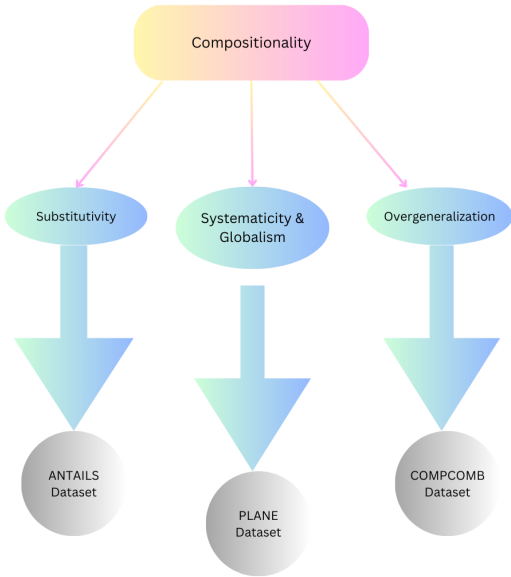 Compositionality
Substitutivity
Systematicity &
Globalism
Overgeneralization
ANTAILS
Dataset
PLANE
Dataset
COMPCOMB
Dataset